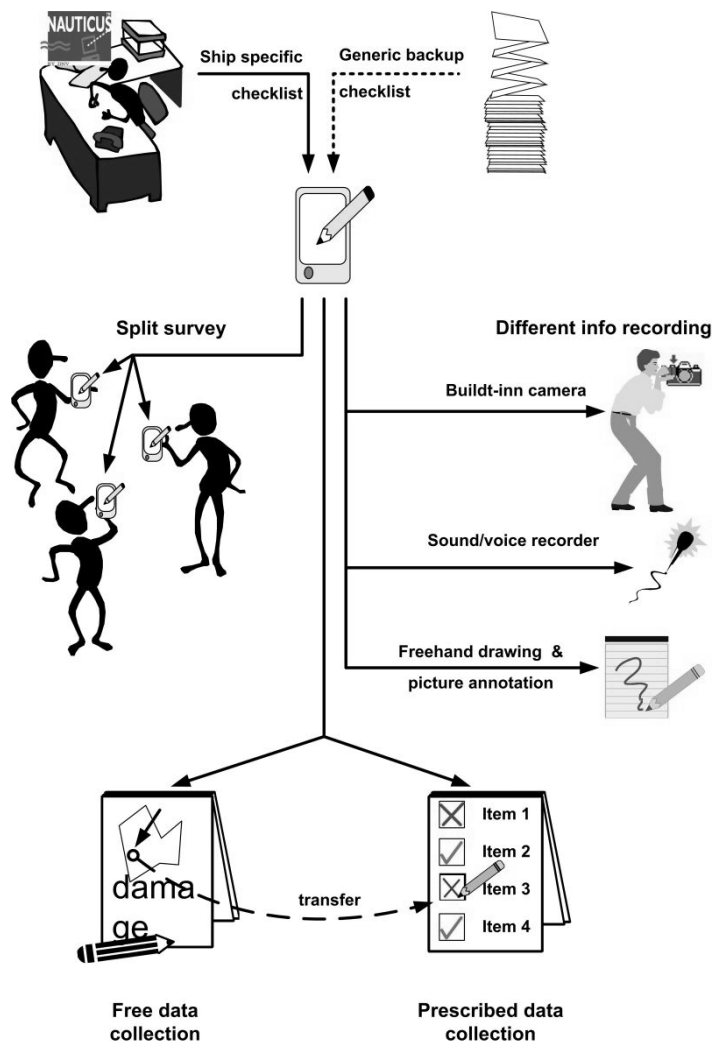 NAUTICUS
Ship specific
checklist
Generic backup
checklist
Split survey
Different info recording
Buildt-inn camera
Sound/voice recorder
Freehand drawing &
picture annotation
dama
ge
transfer
Item 1
Item 2
Item 3
Item 4
Free data
collection
Prescribed data
collection